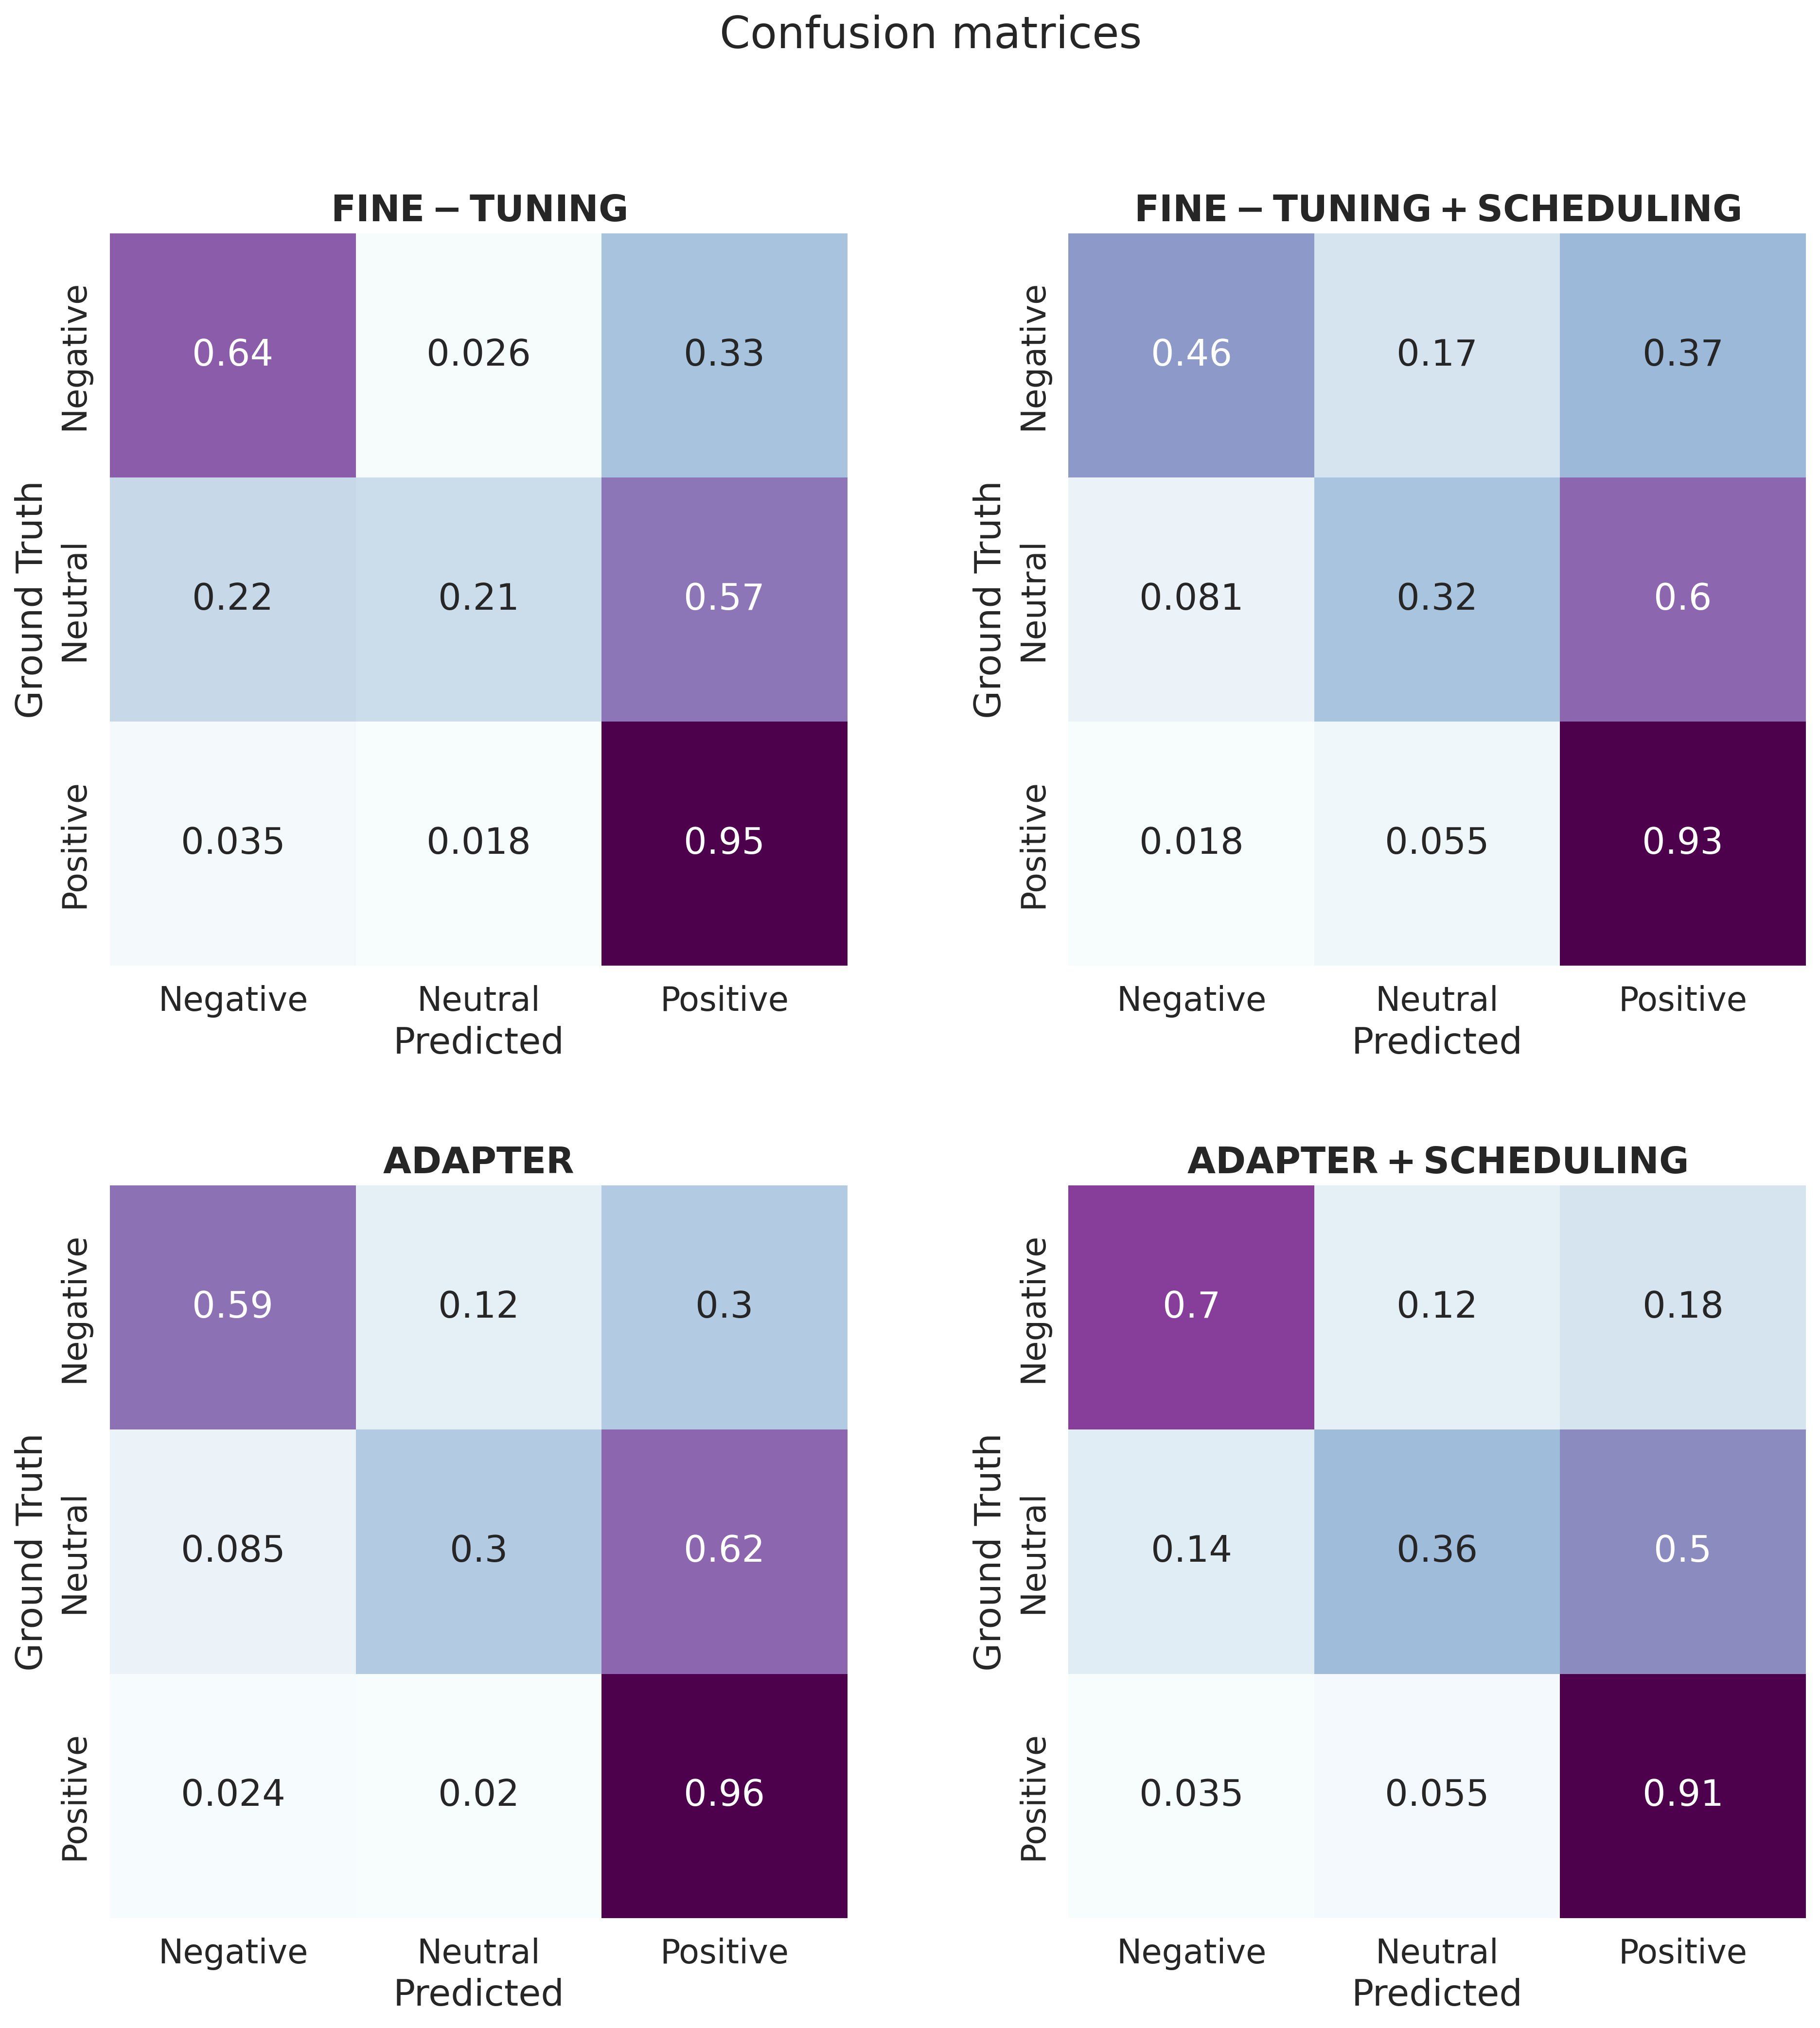 Confusion matrices
FINE – TUNING
Ground Truth
Negative
0.64 0.026 0.33
Neutral
0.22 0.21 0.57
Positive
0.035 0.018 0.95
Negative Neutral Positive
Predicted
FINE – TUNING + SCHEDULING
Ground Truth
Negative
0.46 0.17 0.37
Neutral
0.081 0.32 0.6
Positive
0.018 0.055 0.93
Negative Neutral Positive
Predicted
ADAPTER
Ground Truth
Negative
0.59 0.12 0.3
Neutral
0.085 0.3 0.62
Positive
0.024 0.02 0.96
Negative Neutral Positive
Predicted
ADAPTER + SCHEDULING
Ground Truth
Negative
0.7 0.12 0.18
Neutral
0.14 0.36 0.5
Positive
0.035 0.055 0.91
Negative Neutral Positive
Predicted